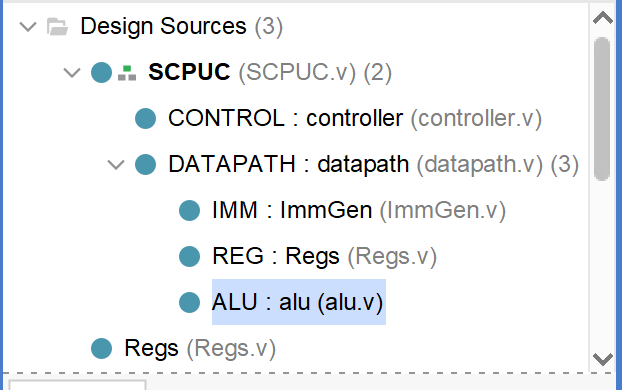 Design Sources (3)
SCPUC (SCPUC.v) (2)
CONTROL : controller (controller.v)
DATAPATH : datapath (datapath.v) (3)
IMM : ImmGen (ImmGen.v)
REG : Regs (Regs.v)
ALU : alu (alu.v)
Regs (Regs.v)